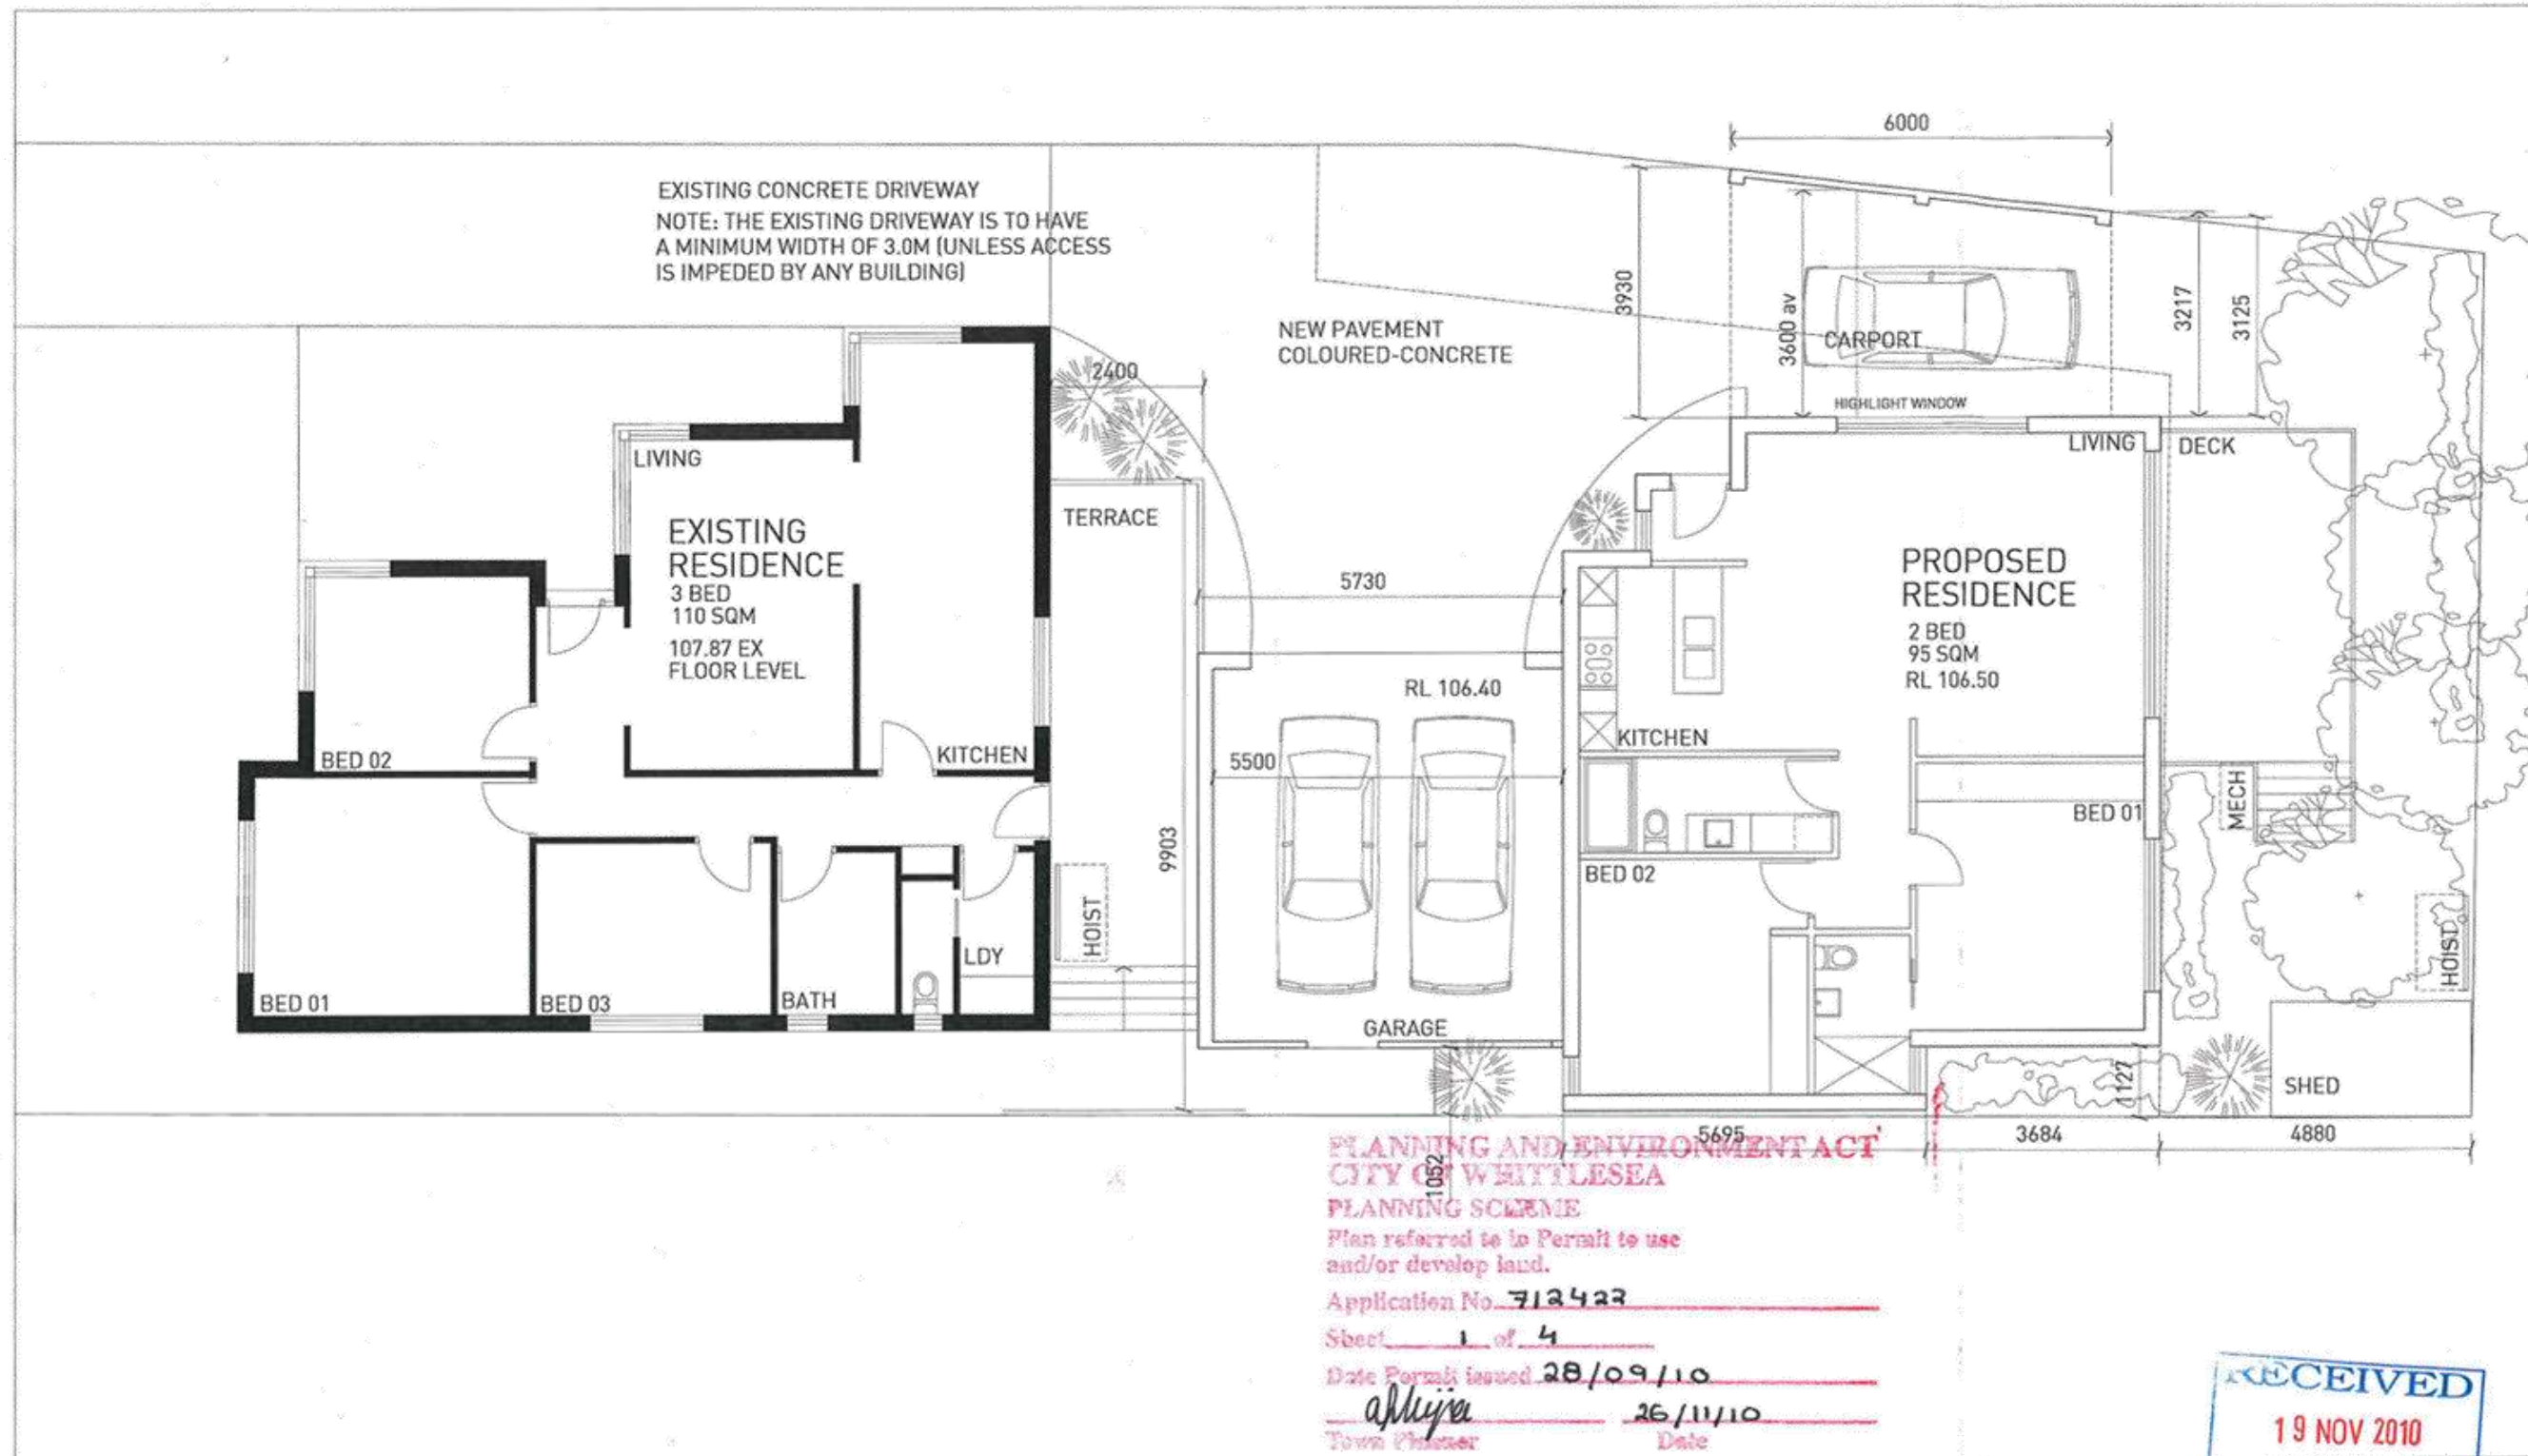 6000
EXISTING CONCRETE DRIVEWAY
NOTE: THE EXISTING DRIVEWAY IS TO HAVE
A MINIMUM WIDTH OF 3.0M (UNLESS ACCESS
IS IMPEDED BY ANY BUILDING)
3930
3600 av
3217
3125
NEW PAVEMENT
COLOURED-CONCRETE
CARPORT
2400
HIGHLIGHT WINDOW
LIVING
LIVING
DECK
TERRACE
EXISTING
RESIDENCE
3 BED
110 SQM
107.87 EX
FLOOR LEVEL
5730
PROPOSED
RESIDENCE
2 BED
95 SQM
RL 106.50
RL 106.40
BED 02
KITCHEN
5500
KITCHEN
BED 01
MECH
9903
BED 02
HOIST
LDY
HOIST
BED 01
BED 03
BATH
GARAGE
1127
SHED
5695
3684
4880
1052
PLANNING AND ENVIRONMENT ACT
CITY OF WHITTLESEA
PLANNING SCHEME
Plan referred to in Permit to use
and/or develop land.
Application No. 712422
Sheet 1 of 4
Date Permit issued 28/09/10
26/11/10
Town Planner Date
RECEIVED
19 NOV 2010